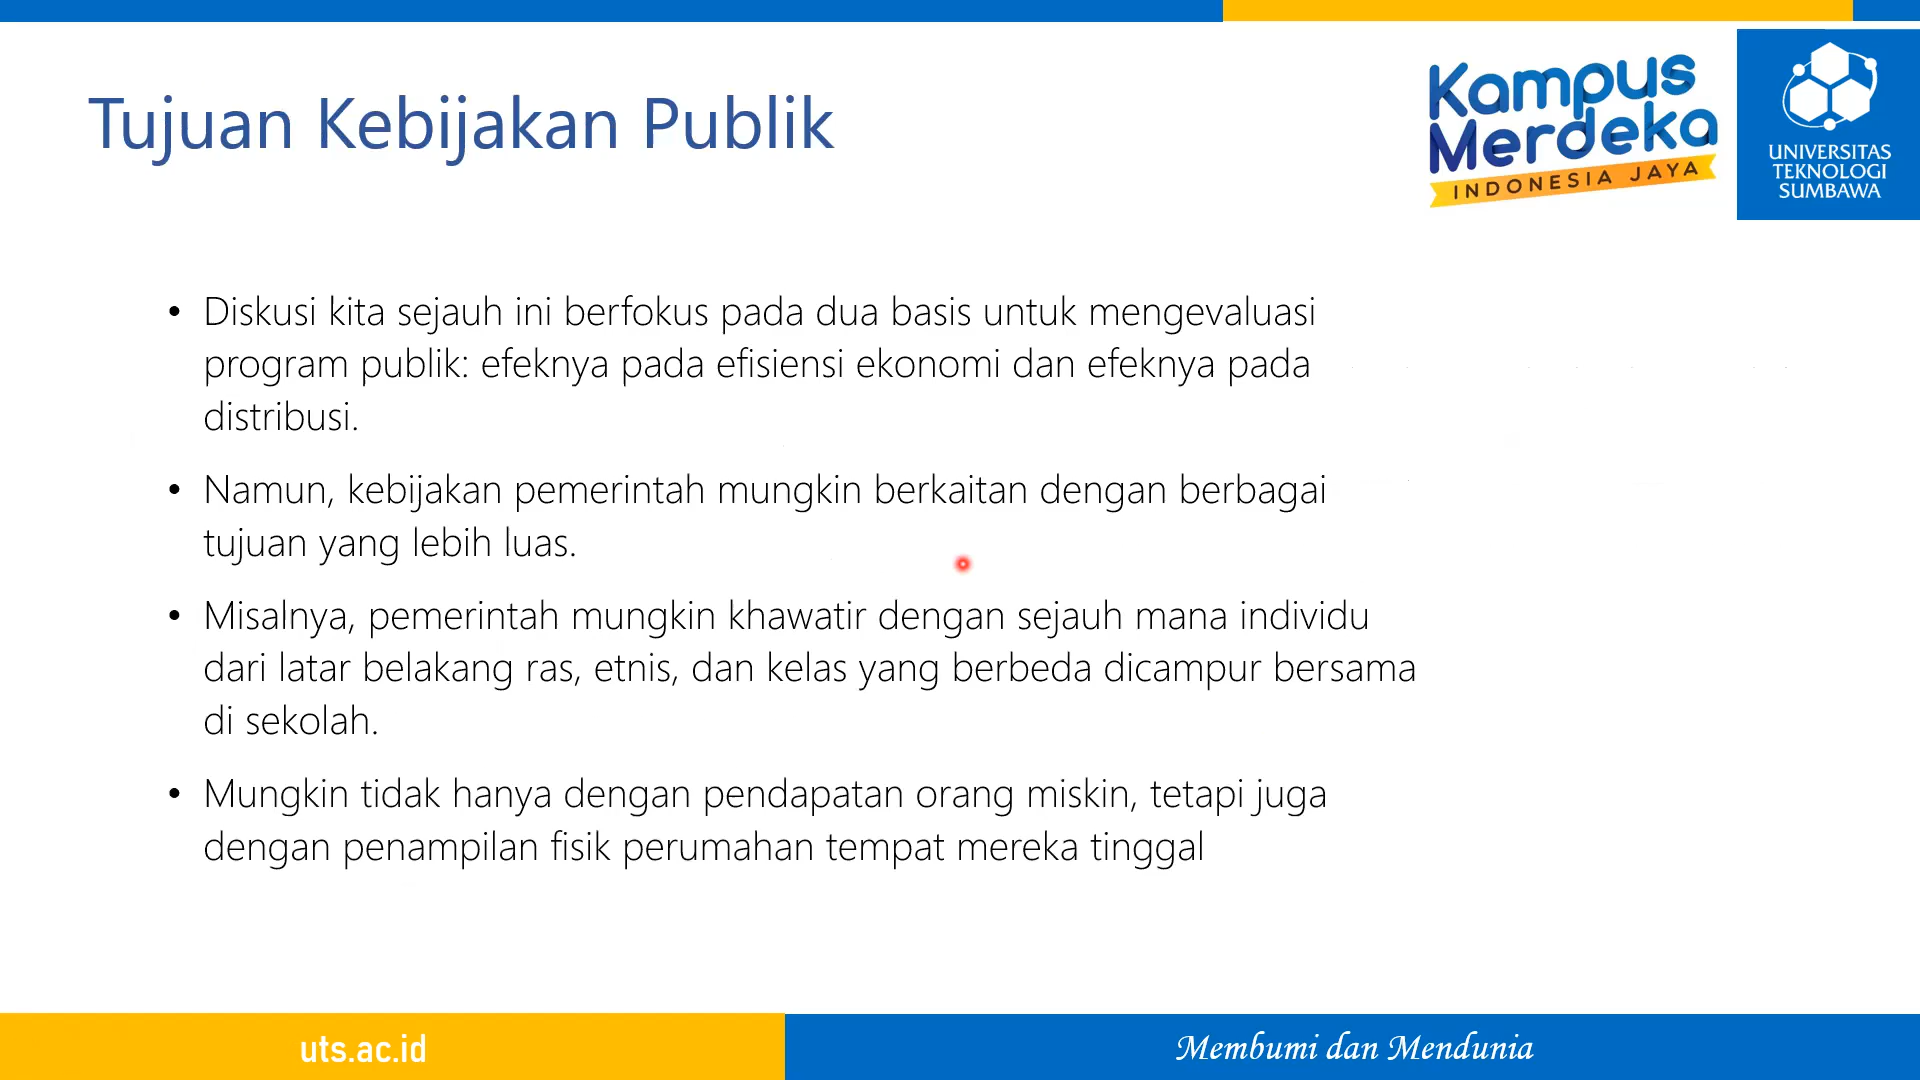 Tujuan Kebijakan Publik
Kampus
Merdeka
INDONESIA JAYA
UNIVERSITAS
TEKNOLOGI
SUMBAWA
• Diskusi kita sejauh ini berfokus pada dua basis untuk mengevaluasi
program publik: efeknya pada efisiensi ekonomi dan efeknya pada
distribusi.
• Namun, kebijakan pemerintah mungkin berkaitan dengan berbagai
tujuan yang lebih luas.
• Misalnya, pemerintah mungkin khawatir dengan sejauh mana individu
dari latar belakang ras, etnis, dan kelas yang berbeda dicampur bersama
di sekolah.
• Mungkin tidak hanya dengan pendapatan orang miskin, tetapi juga
dengan penampilan fisik perumahan tempat mereka tinggal
uts.ac.id
Membumi dan Mendunia